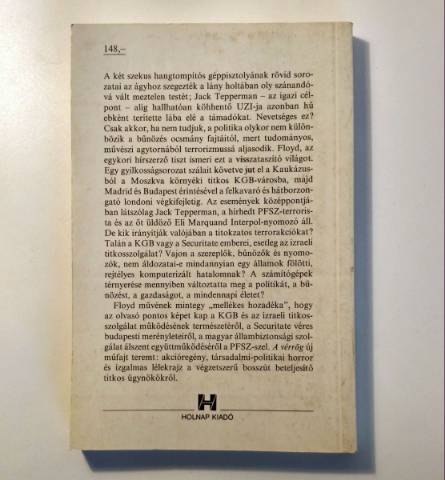 148,–
A két szekus hangtompítós géppisztolyának rövid soro-
zatai az ágyhoz szegezték a lány holtában oly szánandó-
vá vált meztelen testét; Jack Tepperman – az igazi cél-
pont – alig hallhatóan köhhentő UZI-ja azonban hű
ebként terítette lába elé a támadókat. Nevetséges ez?
Csak akkor, ha nem tudjuk, a politika olykor nem külön-
bözik a bűnözés ocsmány fajtáitól, mert tudományos,
művészi agytornából terrorizmussá aljasodik. Floyd, az
egykori hírszerző tiszt ismeri ezt a visszataszító világot.
Egy gyilkosságsorozat szálait követve jut el a Kaukázus-
ból a Moszkva környéki titkos KGB-városba, majd
Madrid és Budapest érintésével a felkavaró és hátborzon-
gató londoni végkifejletig. Az események középpontjá-
ban látszólag Jack Tepperman, a hírhedt PFSZ-terroris-
ta és az őt üldöző Eli Marquand Interpol-nyomozó áll.
De kik irányítják valójában a titokzatos terrorakciókat?
Talán a KGB vagy a Securitate emberei, esetleg az izraeli
titkosszolgálat? Vajon a szereplők, bűnözők és nyomo-
zók, nem áldozatai-e mindannyian egy államok fölötti,
rejtélyes komputerizált hatalomnak? A számítógépek
térnyerése mennyiben változtatta meg a politikát, a bű-
nözést, a gazdaságot, a mindennapi életet?
Floyd művének mintegy „mellékes hozadéka”, hogy
az olvasó pontos képet kap a KGB és az izraeli titkos-
szolgálat működésének természetéről, a Securitate véres
budapesti merényleteiről, a magyar állambiztonsági szol-
gálat álszent együttműködéséről a PFSZ-szel. A vérrög új
műfajt teremt: akcióregény, társadalmi-politikai horror
és izgalmas lélekrajz a végzetszerű bosszút beteljesítő
titkos ügynökökről.
H
HOLNAP KIADÓ